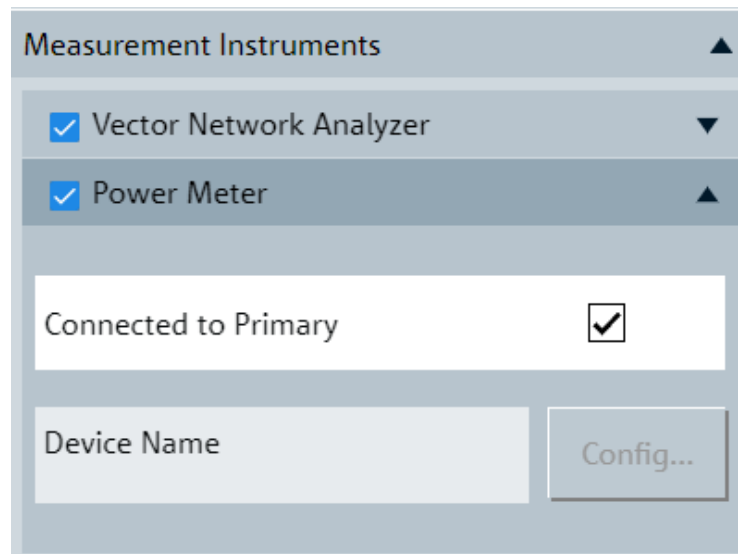 Measurement Instruments
Vector Network Analyzer
Power Meter
Connected to Primary
Device Name
Config...